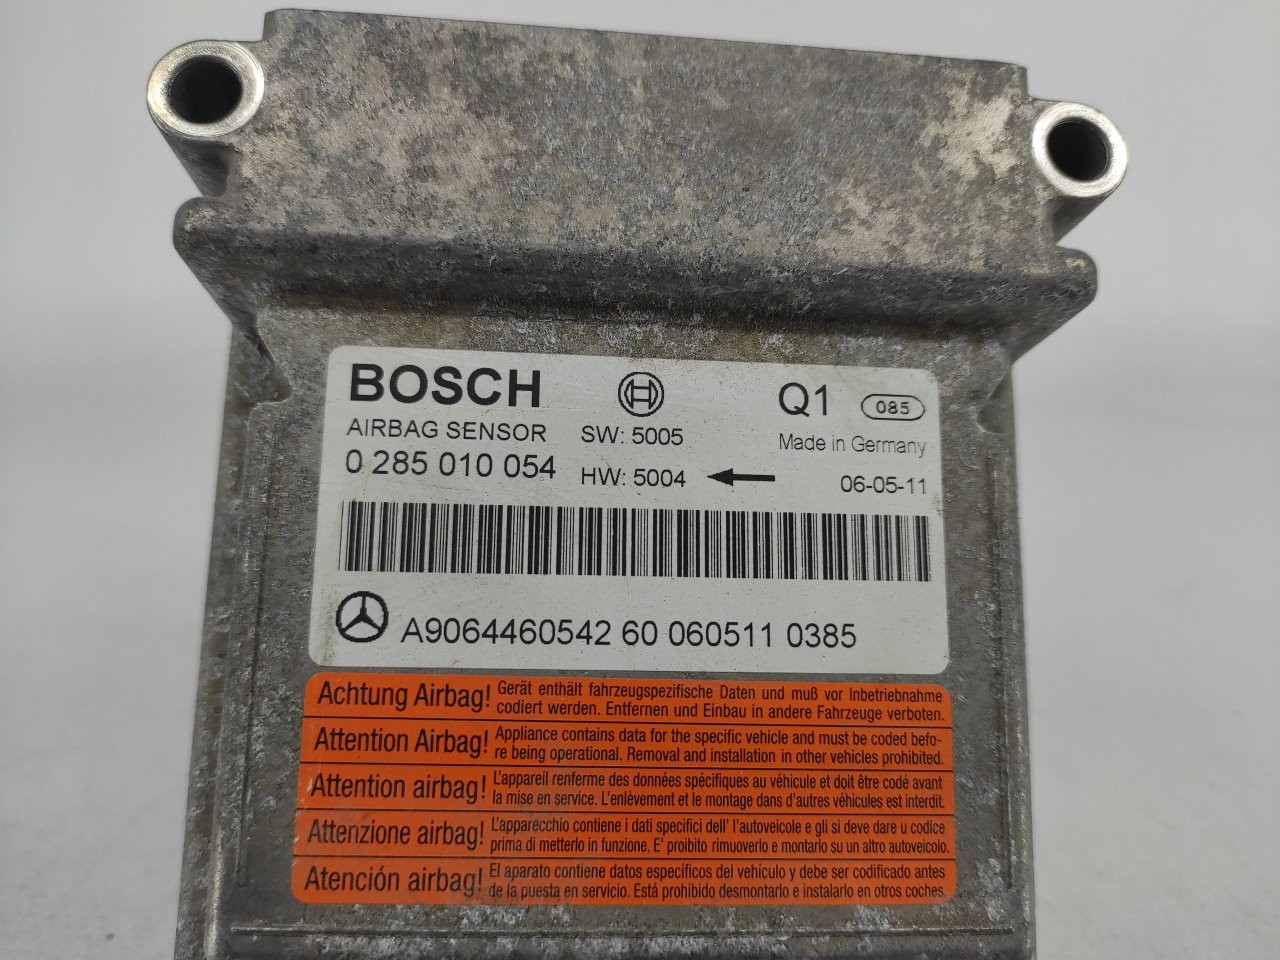 BOSCH
Q1 085
AIRBAG SENSOR SW: 5005 Made in Germany
0 285 010 054 HW: 5004 06-05-11
A9064460542 60 060511 0385
Achtung Airbag! Gerät enthält fahrzeugspezifische Daten und muß vor Inbetriebnahme
codiert werden. Entfernen und Einbau in andere Fahrzeuge verboten.
Attention Airbag! Appliance contains data for the specific vehicle and must be coded befo-
re being operational. Removal and installation in other vehicles prohibited.
Attention airbag! L'appareil renferme des données spécifiques au véhicule et doit être codé avant
la mise en service. L'enlèvement et le montage dans d'autres véhicules est interdit.
Attenzione airbag! L'apparecchio contiene i dati specifici dell' l'autoveicole e gli si deve dare u codice
prima di metterlo in funzione. E' proibito rimuoverlo e montarlo su un altro autoveicolo.
Atención airbag! El aparato contiene datos específicos del vehículo y debe ser codificado antes
de la puesta en servicio. Está prohibido desmontarlo e instalarlo en otros coches.